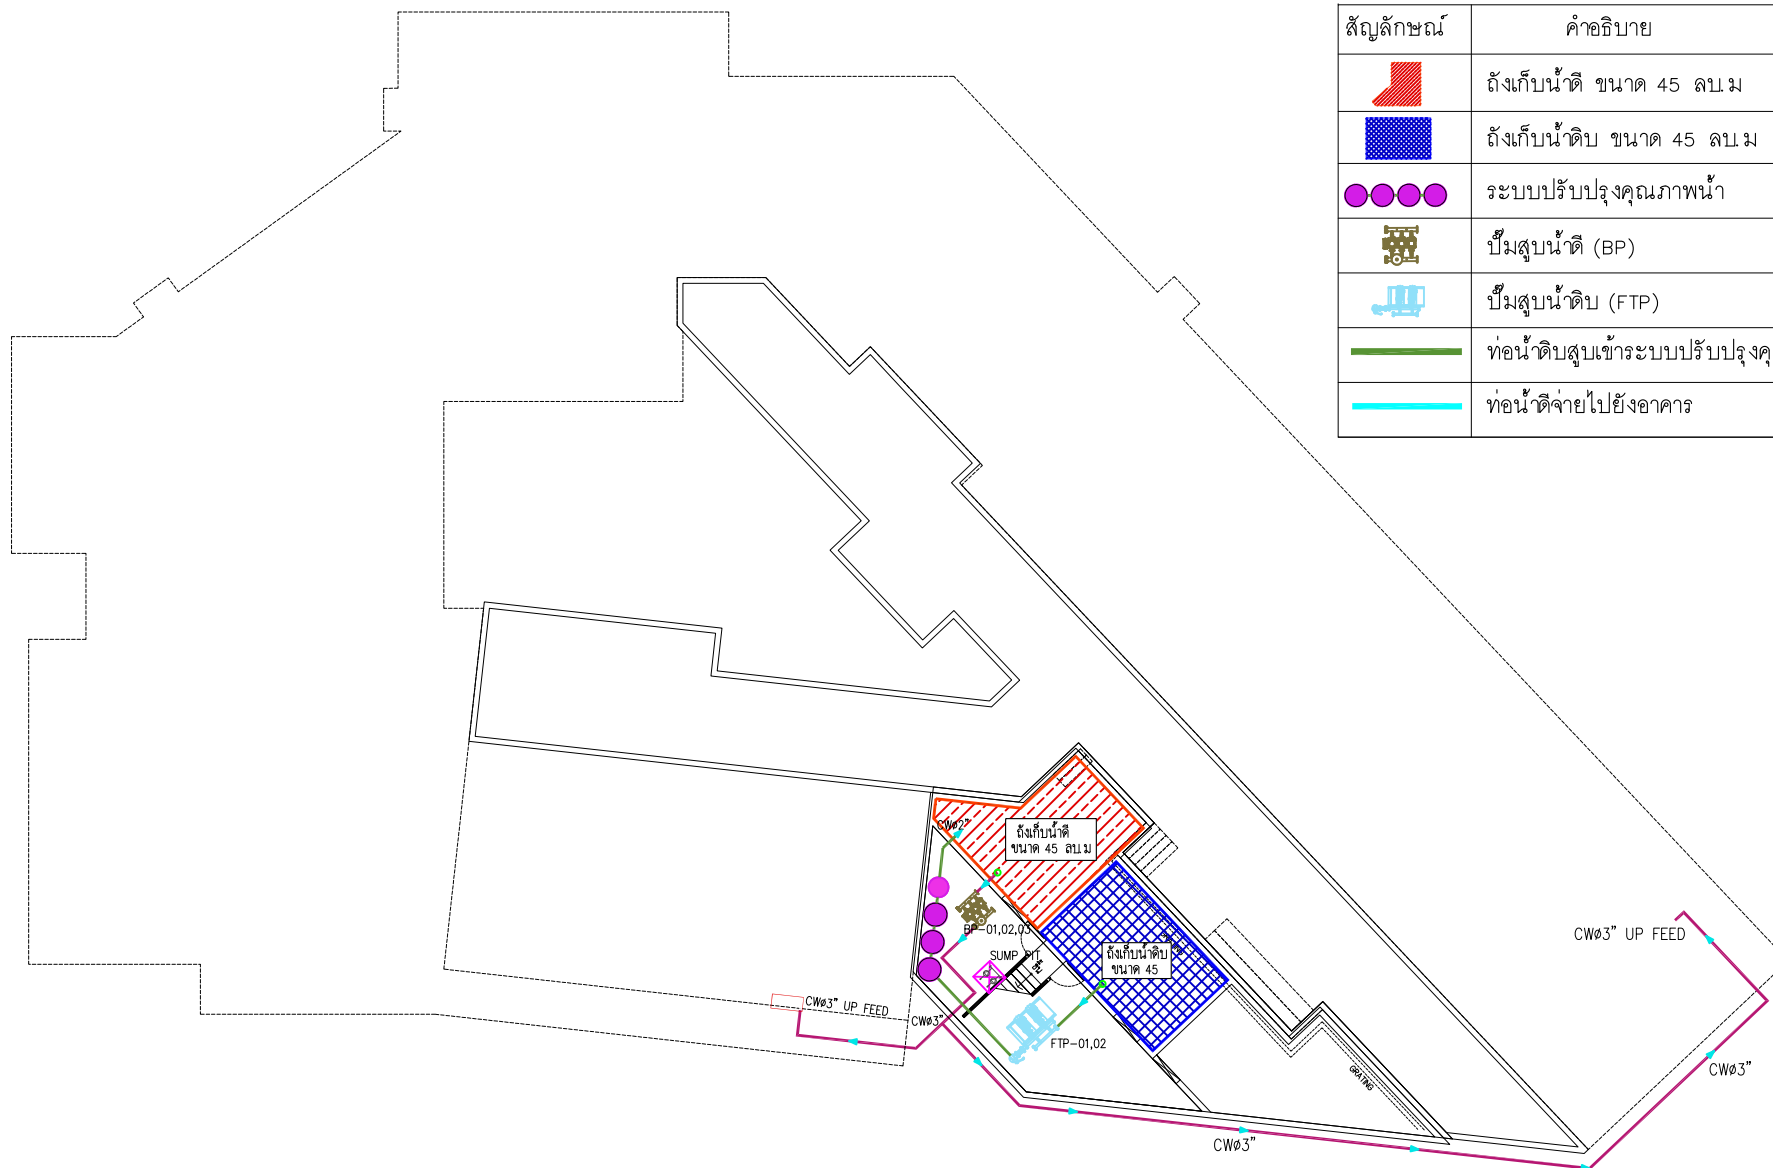 สัญลักษณ์ คำอธิบาย
ถังเก็บน้ำดี ขนาด 45 ลบ.ม
ถังเก็บน้ำดิบ ขนาด 45 ลบ.ม
ระบบปรับปรุงคุณภาพน้ำ
ปั๊มสูบน้ำดี (BP)
ปั๊มสูบน้ำดิบ (FTP)
ท่อน้ำดิบสูบเข้าระบบปรับปรุงคุ
ท่อน้ำดีจ่ายไปยังอาคาร
CWø2"
ถังเก็บน้ำดี
ขนาด 45 ลบ.ม
BP-01,02,03
SUMP PIT
ขึ้น
ถังเก็บน้ำดิบ
ขนาด 45
CWø3" UP FEED
CWø3" UP FEED
CWø3"
FTP-01,02
GRATING
CWø3"
CWø3"